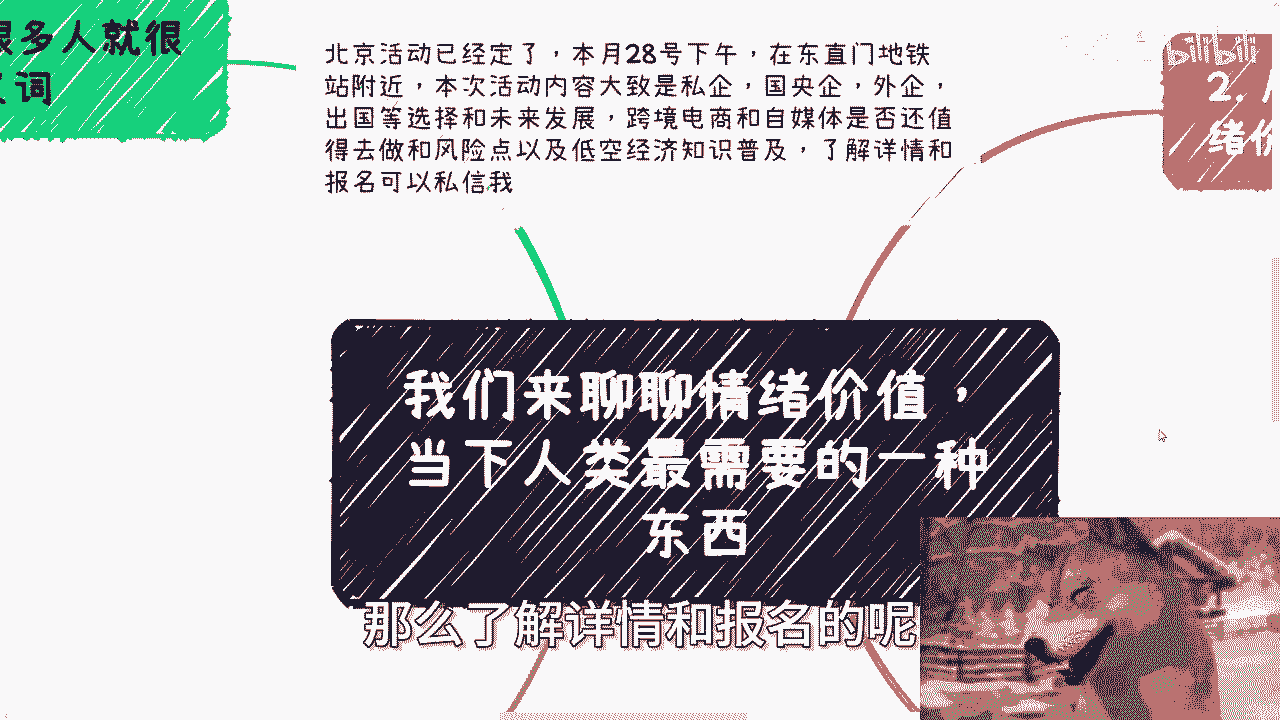 很多人就很
词
北京活动已经定了，本月28号下午，在东直门地铁
站附近，本次活动内容大致是私企，国央企，外企，
出国等选择和未来发展，跨境电商和自媒体是否还值
得去做和风险点以及低空经济知识普及，了解详情和
报名可以私信我
bilibili
2.
绪价
我们来聊聊情绪价值，
当下人类最需要的一种
东西
那么了解详情和报名的呢